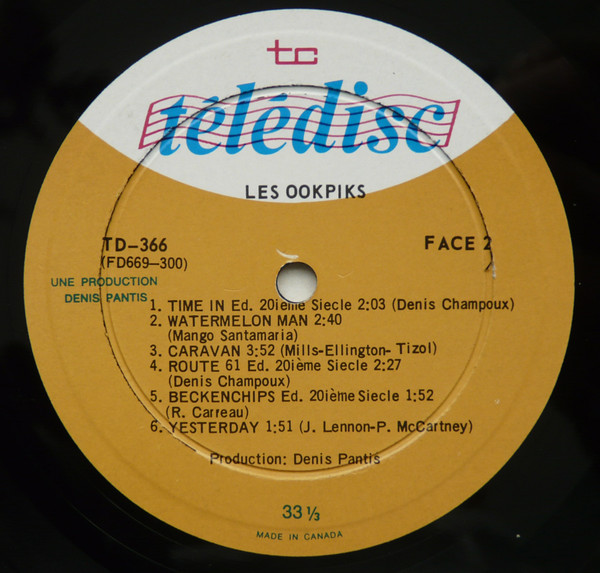 tc
télédisc
LES OOKPIKS
TD-366
(FD669-300)
FACE 2
UNE PRODUCTION
DENIS PANTIS
1. TIME IN Ed. 20ième Siecle 2:03 (Denis Champoux)
2. WATERMELON MAN 2:40
(Mango Santamaria)
3. CARAVAN 3:52 (Mills-Ellington- Tizol)
4. ROUTE 61 Ed. 20ième Siecle 2:27
(Denis Champoux)
5. BECKENCHIPS Ed. 20ième Siecle 1:52
(R. Carreau)
6. YESTERDAY 1:51 (J. Lennon-P. McCartney)
Production: Denis Pantis
33 ⅓
MADE IN CANADA